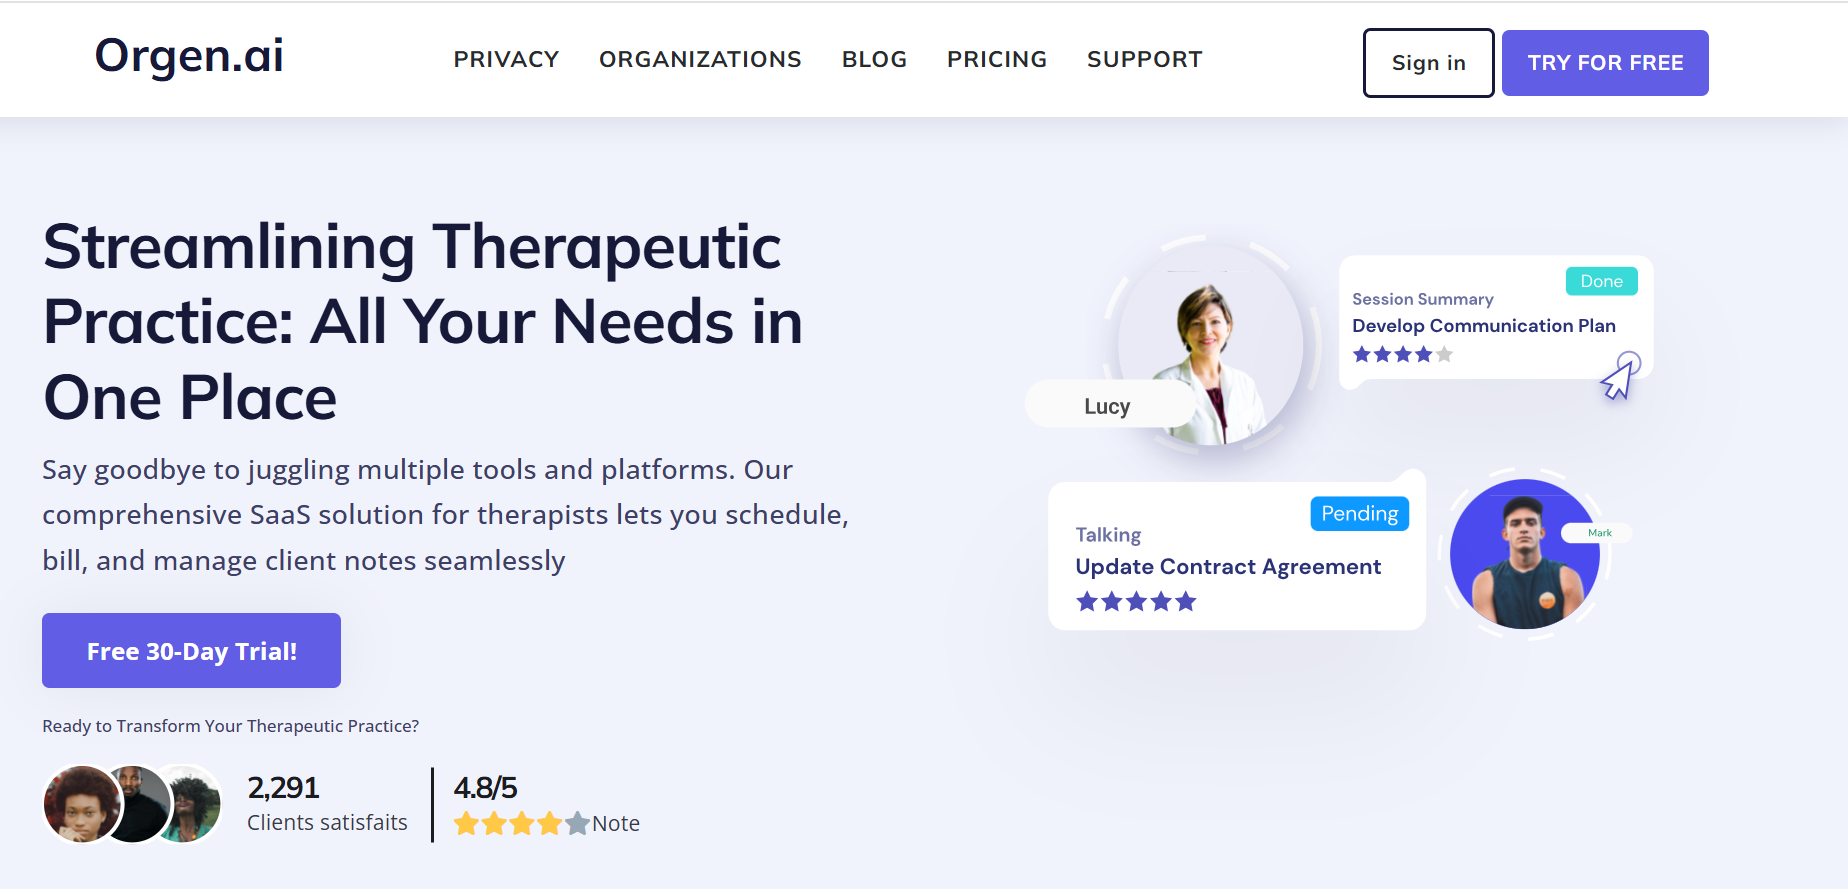 Orgen.ai
PRIVACY
ORGANIZATIONS
BLOG
PRICING
SUPPORT
Sign in
TRY FOR FREE
Streamlining Therapeutic
Practice: All Your Needs in
One Place
Say goodbye to juggling multiple tools and platforms. Our
comprehensive SaaS solution for therapists lets you schedule,
bill, and manage client notes seamlessly
Free 30-Day Trial!
Ready to Transform Your Therapeutic Practice?
2,291
Clients satisfaits
4.8/5
Note
Lucy
Done
Session Summary
Develop Communication Plan
Pending
Talking
Update Contract Agreement
Mark